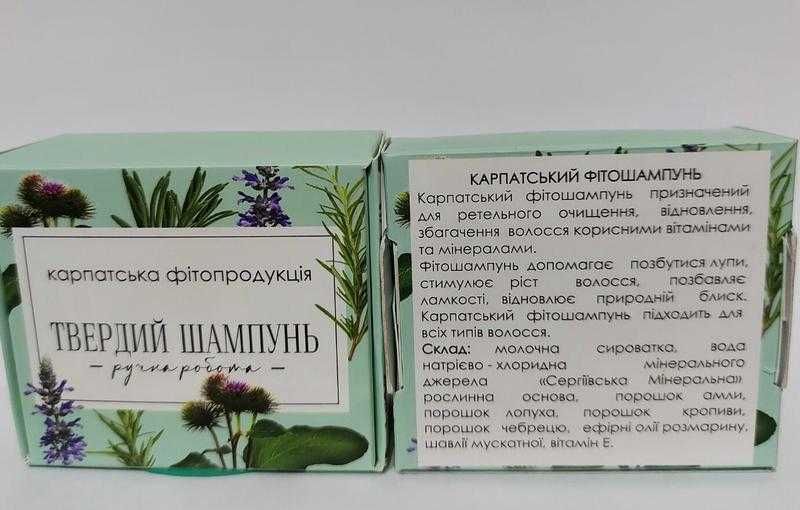 карпатська фітопродукція
ТВЕРДИЙ ШАМПУНЬ
– ручна робота –
КАРПАТСЬКИЙ ФІТОШАМПУНЬ
Карпатський фітошампунь призначений
для ретельного очищення, відновлення,
збагачення волосся корисними вітамінами
та мінералами.
Фітошампунь допомагає позбутися лупи,
стимулює ріст волосся, позбавляє
ламкості, відновлює природній блиск.
Карпатський фітошампунь підходить для
всіх типів волосся.
Склад: молочна сироватка, вода
натрієво - хлоридна мінерального
джерела «Сергіївська Мінеральна»
рослинна основа, порошок амли,
порошок лопуха, порошок кропиви,
порошок чебрецю, ефірні олії розмарину,
шавлії мускатної, вітамін Е.